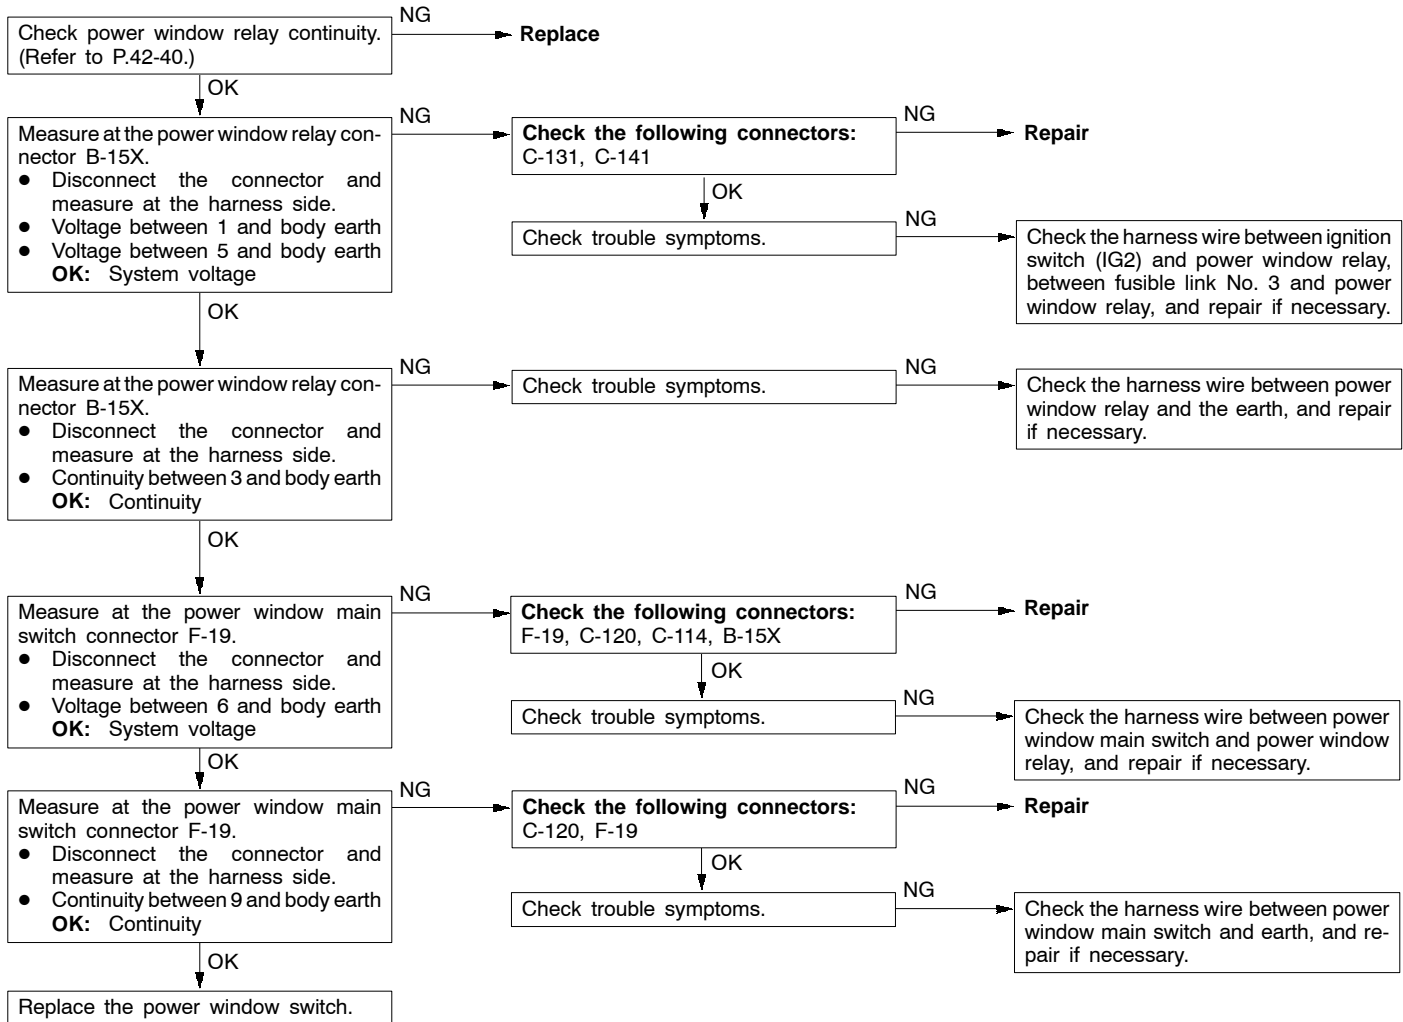 Check power window relay continuity.
(Refer to P.42-40.)
NG
Replace
OK
Measure at the power window relay con-
nector B-15X.
● Disconnect the connector and
measure at the harness side.
● Voltage between 1 and body earth
● Voltage between 5 and body earth
OK: System voltage
NG
Check the following connectors:
C-131, C-141
NG
Repair
OK
Check trouble symptoms.
NG
Check the harness wire between ignition
switch (IG2) and power window relay,
between fusible link No. 3 and power
window relay, and repair if necessary.
OK
Measure at the power window relay con-
nector B-15X.
● Disconnect the connector and
measure at the harness side.
● Continuity between 3 and body earth
OK: Continuity
NG
Check trouble symptoms.
NG
Check the harness wire between power
window relay and the earth, and repair
if necessary.
OK
Measure at the power window main
switch connector F-19.
● Disconnect the connector and
measure at the harness side.
● Voltage between 6 and body earth
OK: System voltage
NG
Check the following connectors:
F-19, C-120, C-114, B-15X
NG
Repair
OK
Check trouble symptoms.
NG
Check the harness wire between power
window main switch and power window
relay, and repair if necessary.
OK
Measure at the power window main
switch connector F-19.
● Disconnect the connector and
measure at the harness side.
● Continuity between 9 and body earth
OK: Continuity
NG
Check the following connectors:
C-120, F-19
NG
Repair
OK
Check trouble symptoms.
NG
Check the harness wire between power
window main switch and earth, and re-
pair if necessary.
OK
Replace the power window switch.